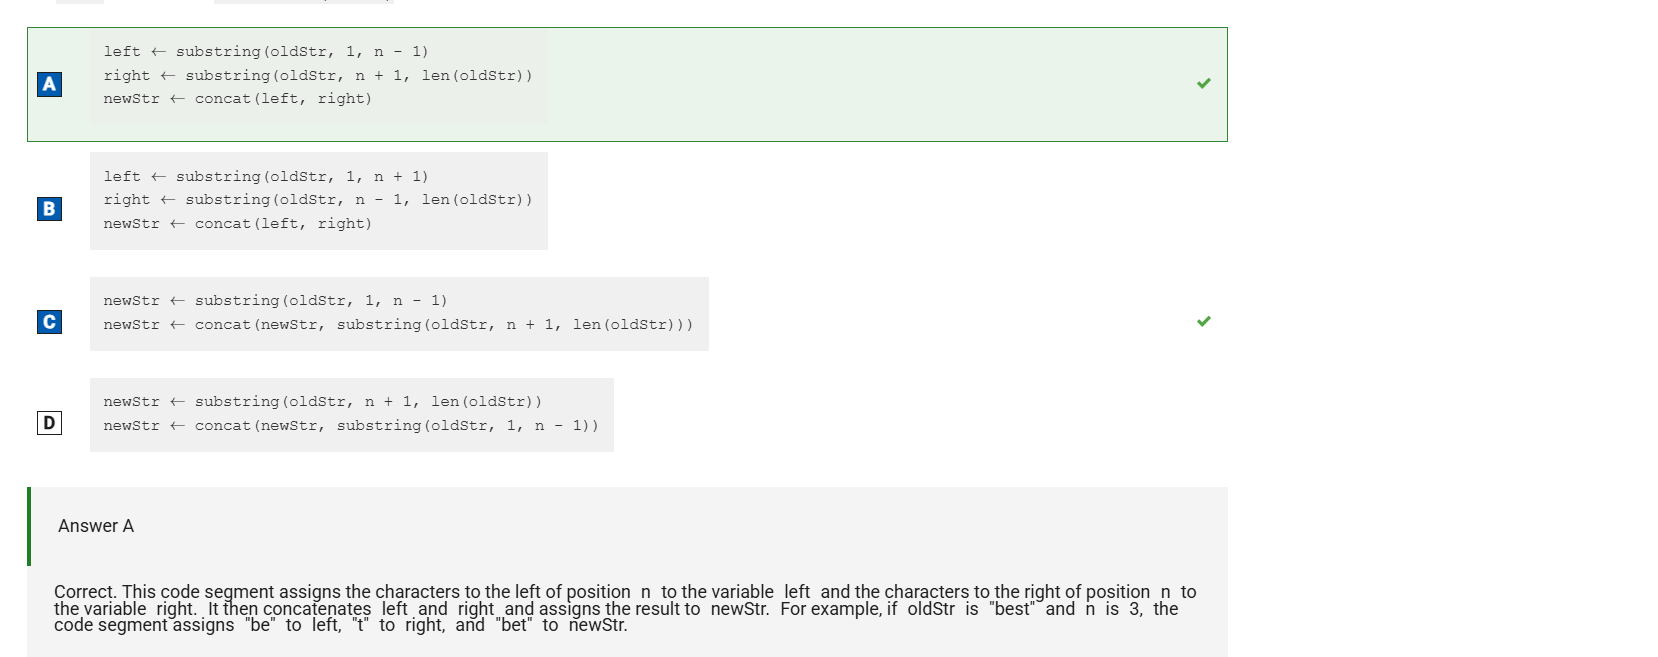 left ← substring(oldStr, 1, n - 1)
right ← substring(oldStr, n + 1, len(oldStr))
newStr ← concat(left, right)
A
left ← substring(oldStr, 1, n + 1)
right ← substring(oldStr, n - 1, len(oldStr))
newStr ← concat(left, right)
B
newStr ← substring(oldStr, 1, n - 1)
newStr ← concat(newStr, substring(oldStr, n + 1, len(oldStr)))
C
newStr ← substring(oldStr, n + 1, len(oldStr))
newStr ← concat(newStr, substring(oldStr, 1, n - 1))
D
Answer A
Correct. This code segment assigns the characters to the left of position n to the variable left and the characters to the right of position n to
the variable right. It then concatenates left and right and assigns the result to newStr. For example, if oldStr is "best" and n is 3, the
code segment assigns "be" to left, "t" to right, and "bet" to newStr.